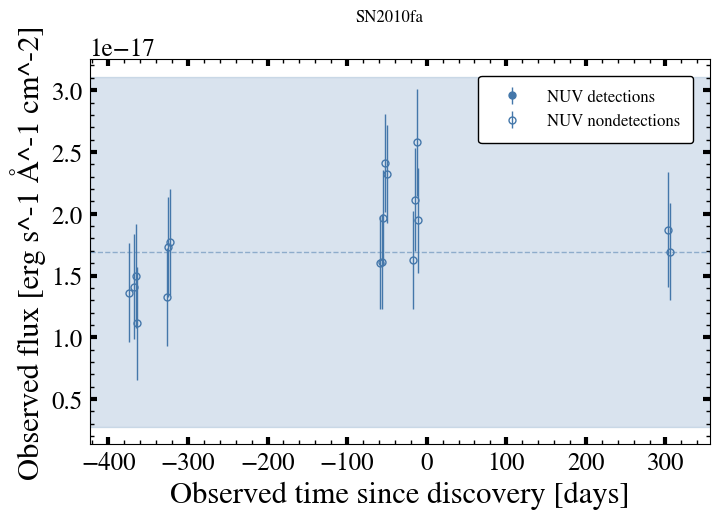 SN2010fa
1e−17
3.0
2.5
2.0
1.5
1.0
0.5
Observed flux [erg s^-1 Å^-1 cm^-2]
NUV detections
NUV nondetections
−400 −300 −200 −100 0 100 200 300
Observed time since discovery [days]